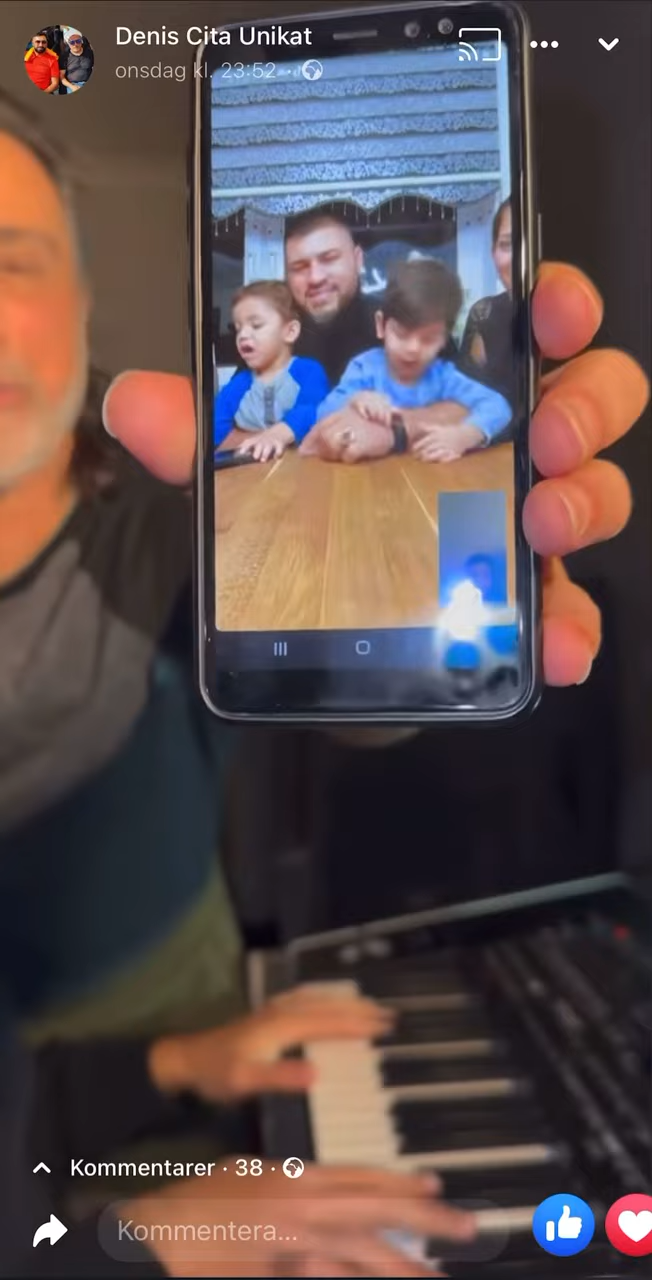 Denis Cita Unikat
onsdag kl. 23:52 ·
Kommentarer · 38 ·
Kommentera...